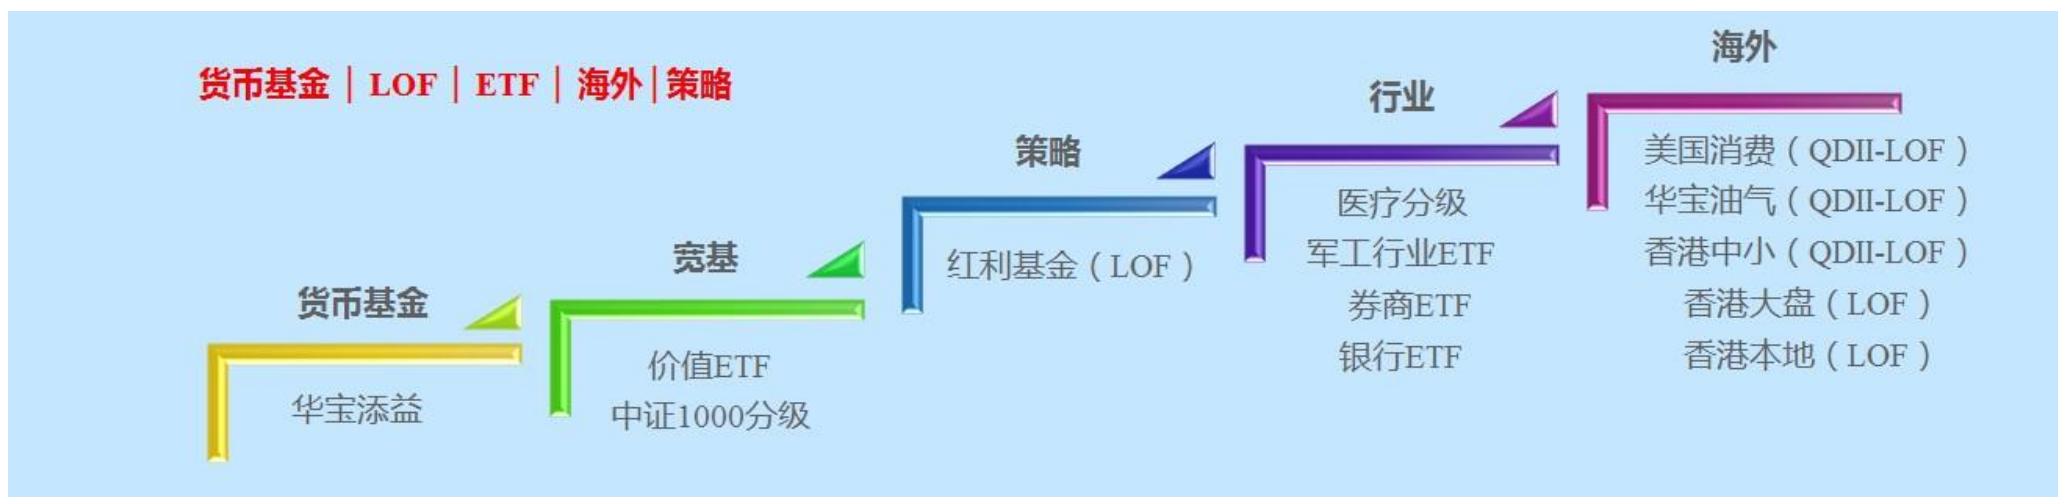 货币基金｜LOF｜ETF｜海外|策略
货币基金
华宝添益
宽基
价值ETF
中证1000分级
策略
红利基金（LOF）
行业
医疗分级
军工行业ETF
券商ETF
银行ETF
海外
美国消费（QDII-LOF）
华宝油气（QDII-LOF）
香港中小（QDII-LOF）
香港大盘（LOF）
香港本地（LOF）